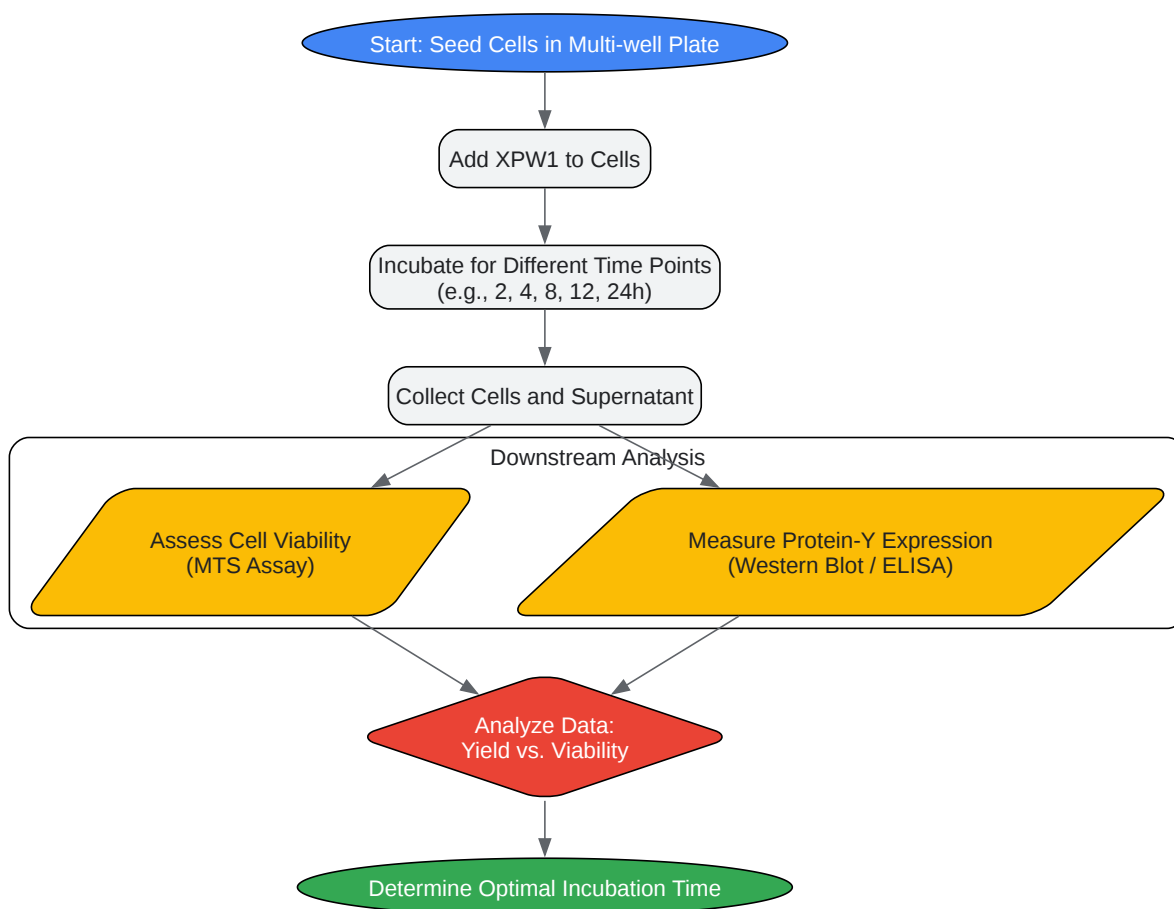 Start: Seed Cells in Multi-well Plate
Add XPW1 to Cells
Incubate for Different Time Points
(e.g., 2, 4, 8, 12, 24h)
Collect Cells and Supernatant
Downstream Analysis
Assess Cell Viability
(MTS Assay)
Measure Protein-Y Expression
(Western Blot / ELISA)
Analyze Data:
Yield vs. Viability
Determine Optimal Incubation Time